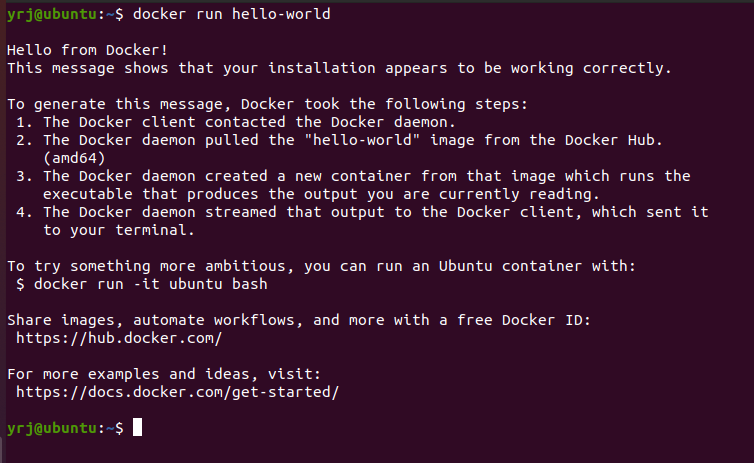 yrj@ubuntu:~$ docker run hello-world
Hello from Docker!
This message shows that your installation appears to be working correctly.
To generate this message, Docker took the following steps:
1. The Docker client contacted the Docker daemon.
2. The Docker daemon pulled the "hello-world" image from the Docker Hub.
(amd64)
3. The Docker daemon created a new container from that image which runs the
executable that produces the output you are currently reading.
4. The Docker daemon streamed that output to the Docker client, which sent it
to your terminal.
To try something more ambitious, you can run an Ubuntu container with:
$ docker run -it ubuntu bash
Share images, automate workflows, and more with a free Docker ID:
https://hub.docker.com/
For more examples and ideas, visit:
https://docs.docker.com/get-started/
yrj@ubuntu:~$